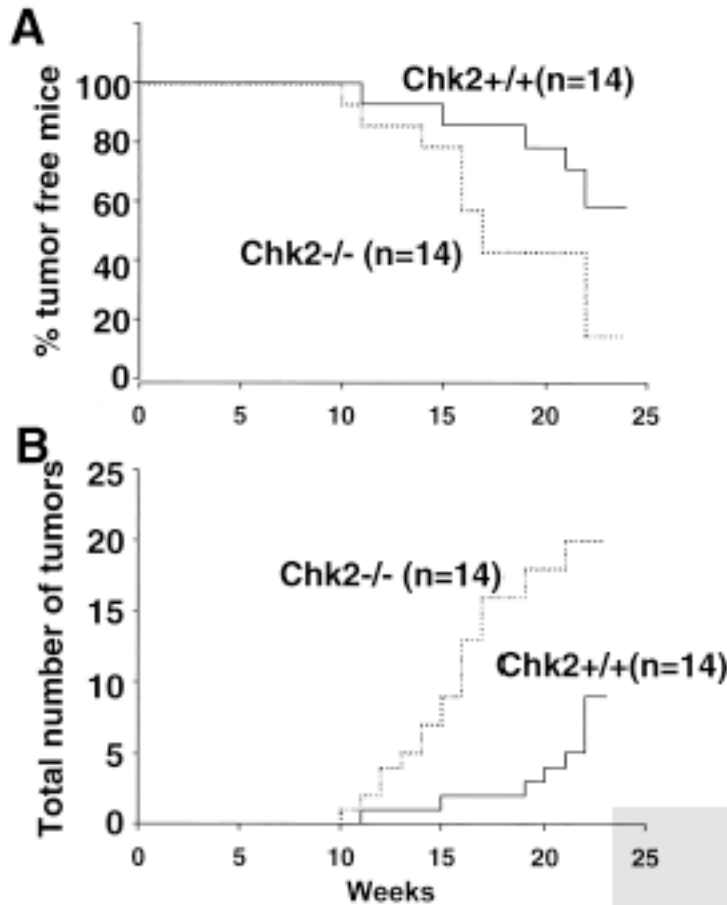 A
% tumor free mice
100
80
60
40
20
0
Chk2+/+(n=14)
Chk2-/- (n=14)
0 5 10 15 20 25
B
Total number of tumors
25
20
15
10
5
0
Chk2-/- (n=14)
Chk2+/+(n=14)
0 5 10 15 20 25
Weeks